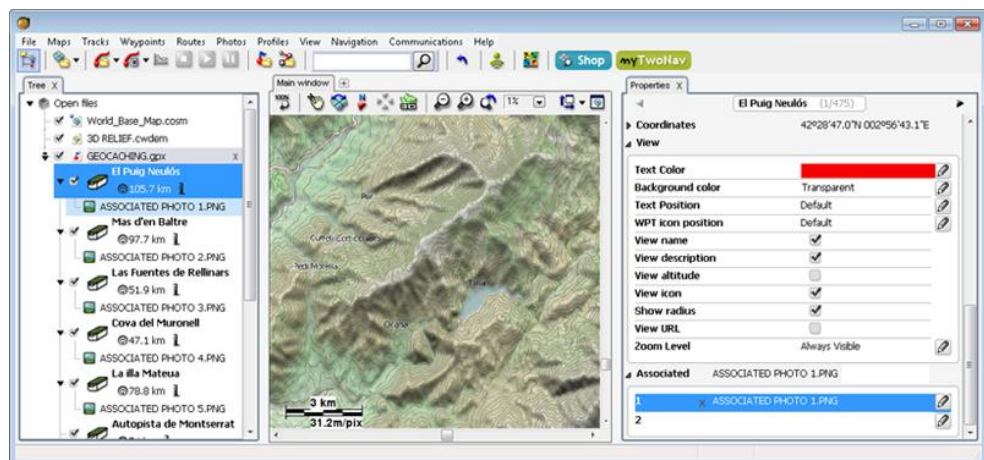 File Maps Tracks Waypoints Routes Photos Profiles View Navigation Communications Help
Shop
myTwoNav
Tree X
Open files
World_Base_Map.cosm
3D RELIEF.cwdem
GEOCACHING.gpx x
El Puig Neulós
105.7 km
ASSOCIATED PHOTO 1.PNG
Mas d'en Baltre
97.7 km
ASSOCIATED PHOTO 2.PNG
Las Fuentes de Rellinars
51.9 km
ASSOCIATED PHOTO 3.PNG
Cova del Muronell
47.1 km
ASSOCIATED PHOTO 4.PNG
La illa Mateua
78.8 km
ASSOCIATED PHOTO 5.PNG
Autopista de Montserrat
Main window
100%
1%
Ocaña
3 km
31.2m/pix
Properties X
El Puig Neulós (1/475)
Coordinates 42º28'47.0"N 002º56'43.1"E
View
Text Color
Background color Transparent
Text Position Default
WPT icon position Default
View name
View description
View altitude
View icon
Show radius
View URL
Zoom Level Always Visible
Associated ASSOCIATED PHOTO 1.PNG
1 x ASSOCIATED PHOTO 1.PNG
2